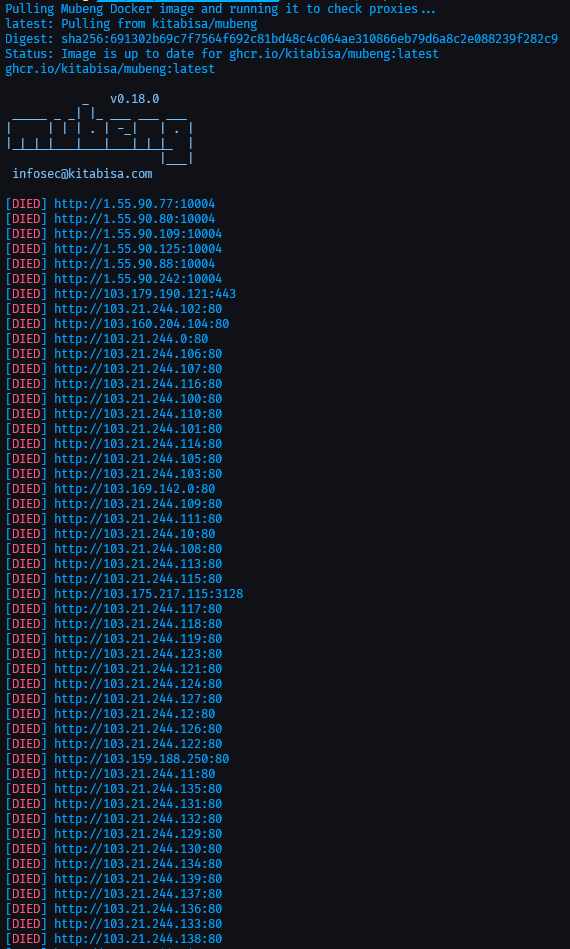 Pulling Mubeng Docker image and running it to check proxies...
latest: Pulling from kitabisa/mubeng
Digest: sha256:691302b69c7f7564f692c81bd48c4c064ae310866eb79d6a8c2e088239f282c9
Status: Image is up to date for ghcr.io/kitabisa/mubeng:latest
ghcr.io/kitabisa/mubeng:latest
v0.18.0
infosec@kitabisa.com
[DIED] http://1.55.90.77:10004
[DIED] http://1.55.90.80:10004
[DIED] http://1.55.90.109:10004
[DIED] http://1.55.90.125:10004
[DIED] http://1.55.90.88:10004
[DIED] http://1.55.90.242:10004
[DIED] http://103.179.190.121:443
[DIED] http://103.21.244.102:80
[DIED] http://103.160.204.104:80
[DIED] http://103.21.244.0:80
[DIED] http://103.21.244.106:80
[DIED] http://103.21.244.107:80
[DIED] http://103.21.244.116:80
[DIED] http://103.21.244.100:80
[DIED] http://103.21.244.110:80
[DIED] http://103.21.244.101:80
[DIED] http://103.21.244.114:80
[DIED] http://103.21.244.105:80
[DIED] http://103.21.244.103:80
[DIED] http://103.169.142.0:80
[DIED] http://103.21.244.109:80
[DIED] http://103.21.244.111:80
[DIED] http://103.21.244.10:80
[DIED] http://103.21.244.108:80
[DIED] http://103.21.244.113:80
[DIED] http://103.21.244.115:80
[DIED] http://103.175.217.115:3128
[DIED] http://103.21.244.117:80
[DIED] http://103.21.244.118:80
[DIED] http://103.21.244.119:80
[DIED] http://103.21.244.123:80
[DIED] http://103.21.244.121:80
[DIED] http://103.21.244.124:80
[DIED] http://103.21.244.127:80
[DIED] http://103.21.244.12:80
[DIED] http://103.21.244.126:80
[DIED] http://103.21.244.122:80
[DIED] http://103.159.188.250:80
[DIED] http://103.21.244.11:80
[DIED] http://103.21.244.135:80
[DIED] http://103.21.244.131:80
[DIED] http://103.21.244.132:80
[DIED] http://103.21.244.129:80
[DIED] http://103.21.244.130:80
[DIED] http://103.21.244.134:80
[DIED] http://103.21.244.139:80
[DIED] http://103.21.244.137:80
[DIED] http://103.21.244.136:80
[DIED] http://103.21.244.133:80
[DIED] http://103.21.244.138:80